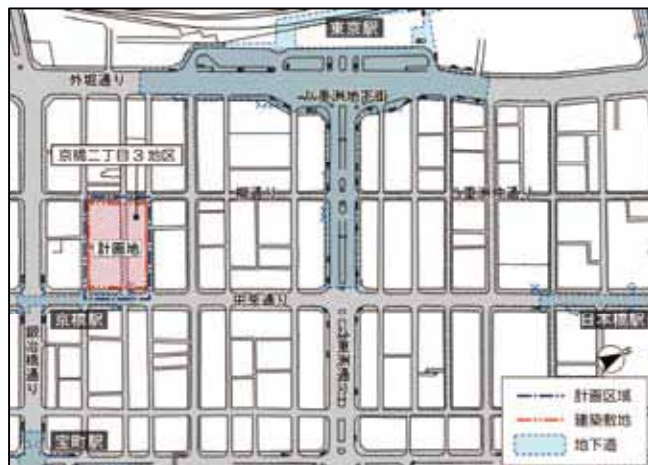 東京駅
外堀通り
八重洲地下街
京橋二丁目3地区
柳通り
八重洲仲通り
計画地
中央通り
京橋駅
日本橋駅
鍛冶橋通り
八重洲通り
宝町駅
計画区域
建築敷地
地下道